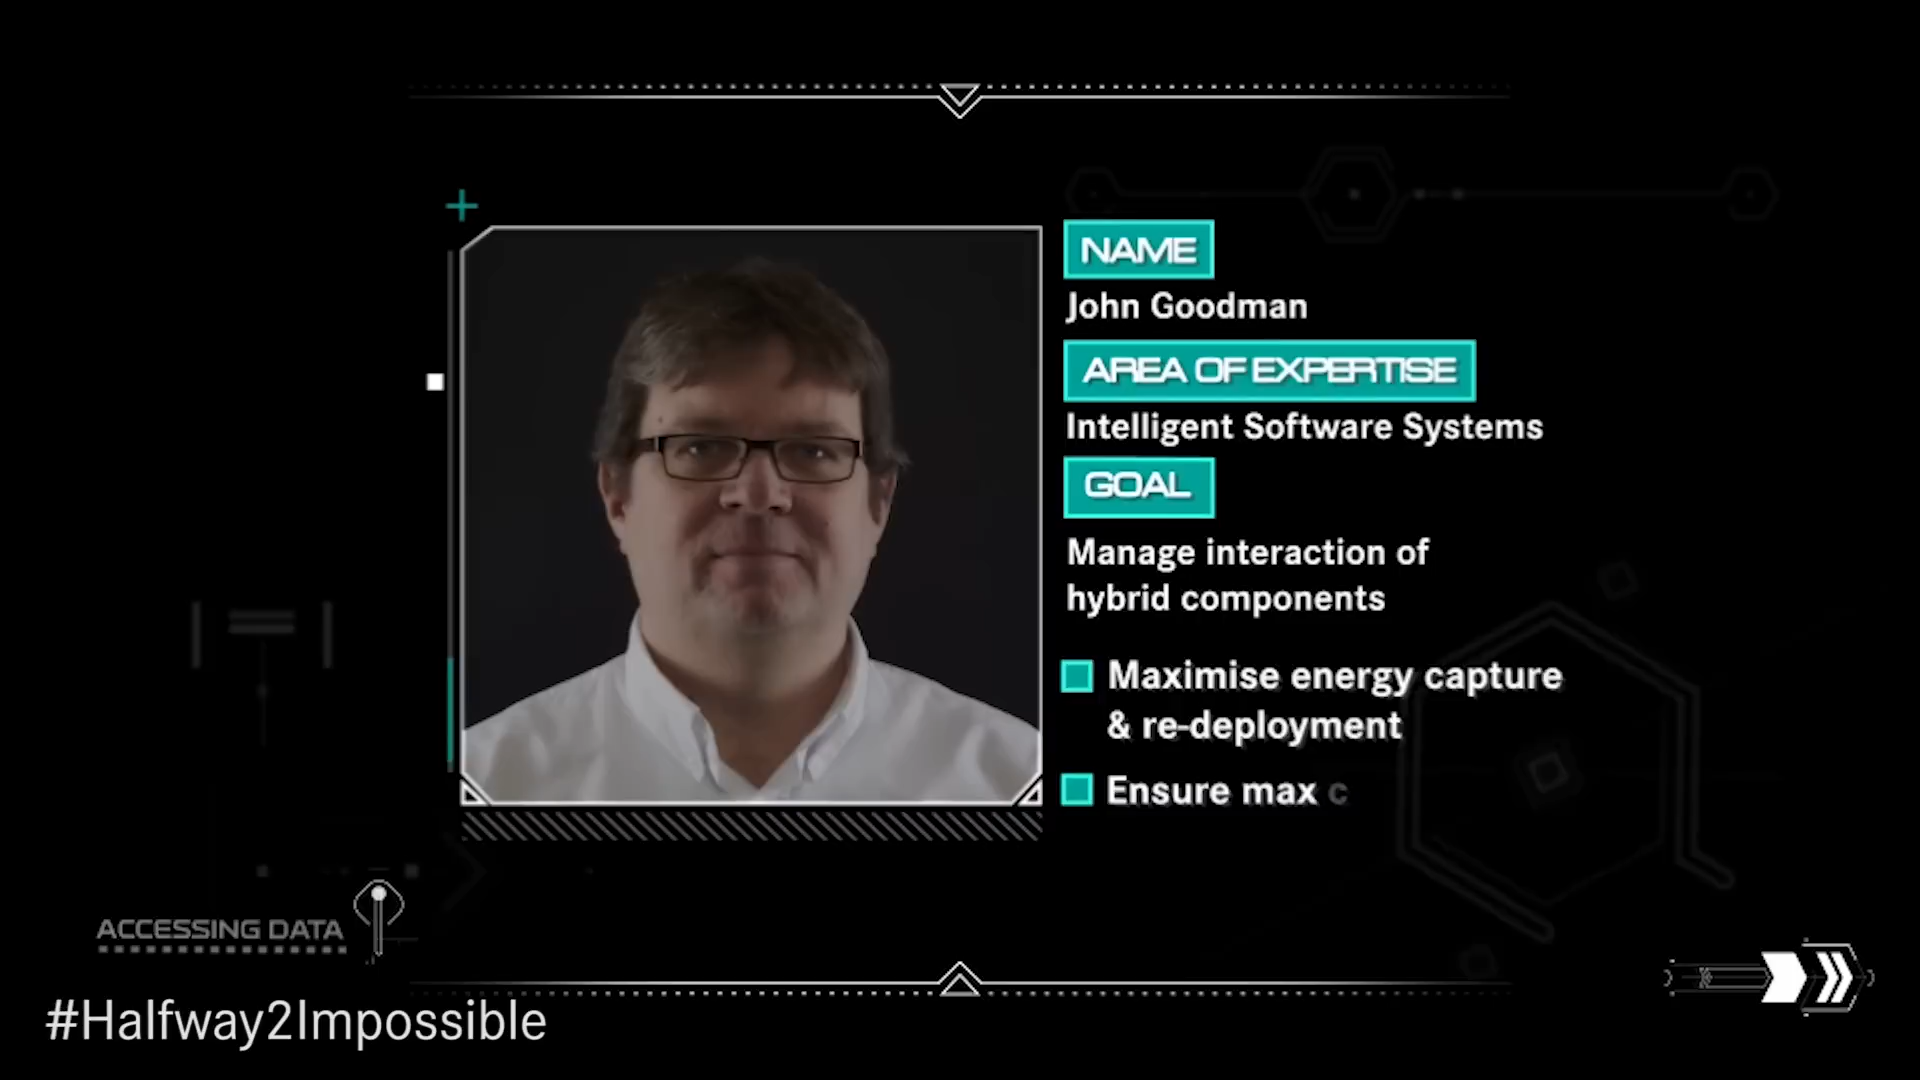 NAME
John Goodman
AREA OF EXPERTISE
Intelligent Software Systems
GOAL
Manage interaction of
hybrid components
Maximise energy capture
& re-deployment
Ensure max c
ACCESSING DATA
#Halfway2Impossible